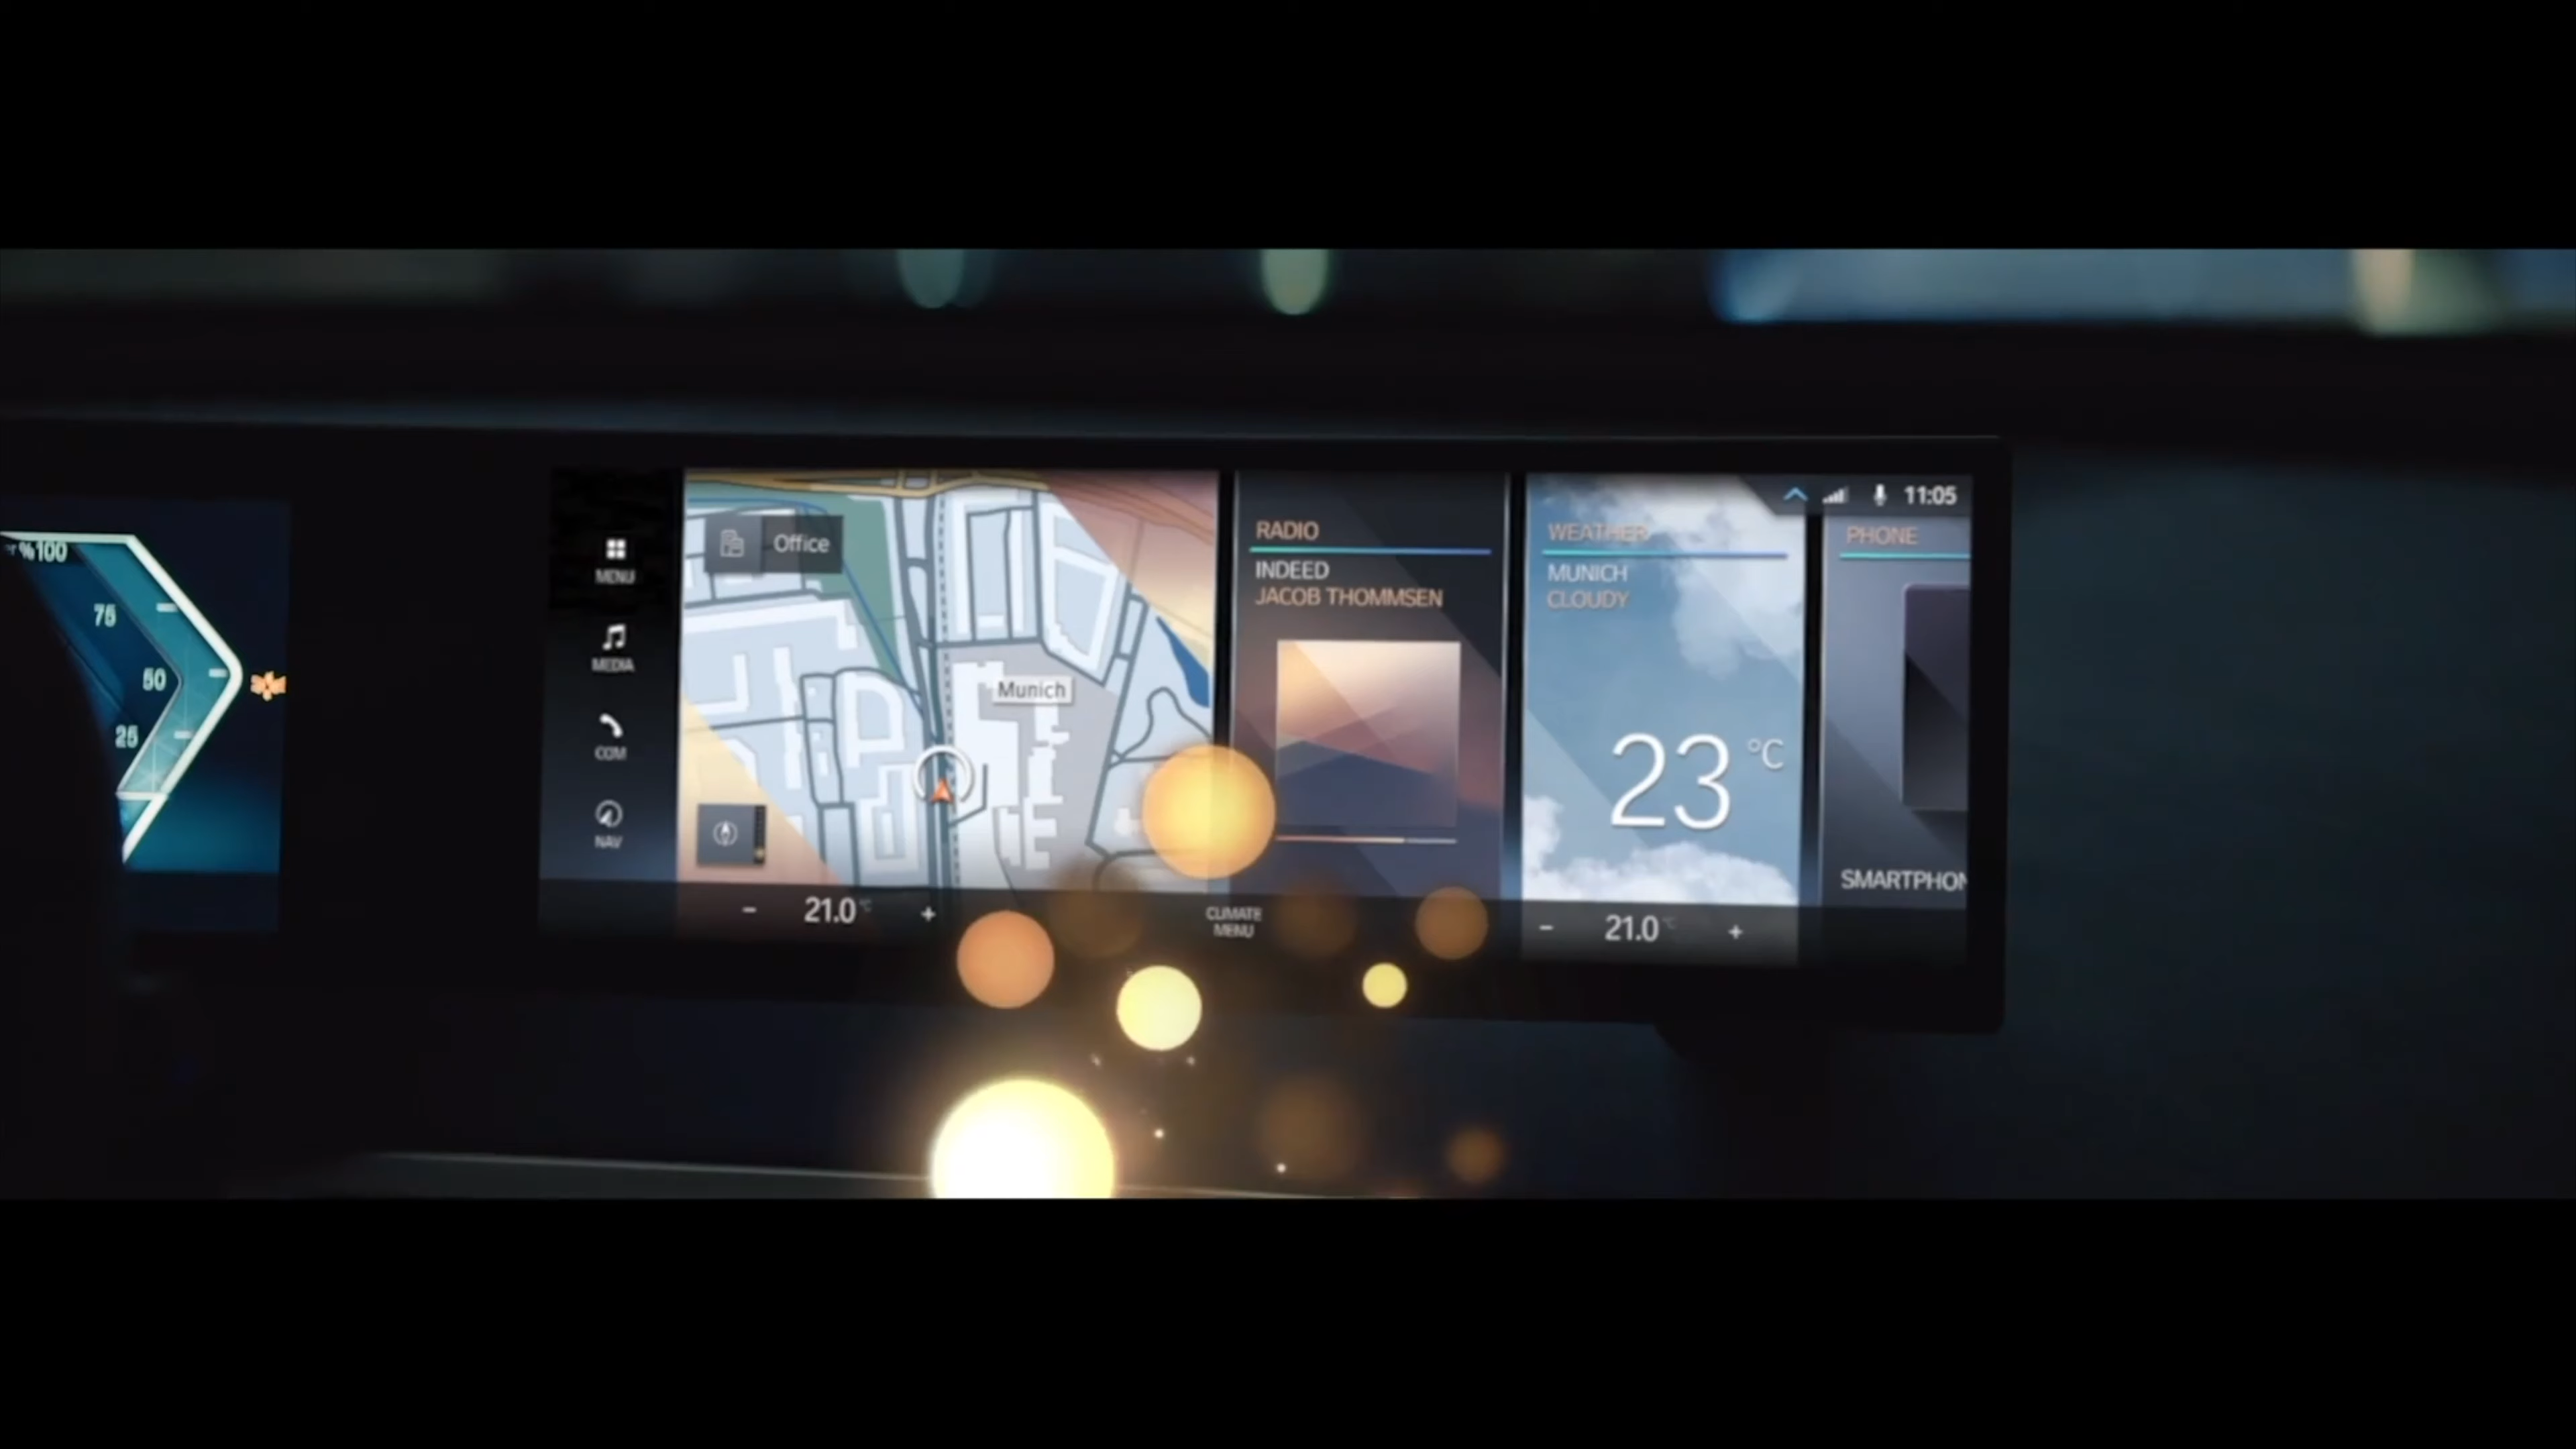 %100
75
50
25
MENU
MEDIA
COM
NAV
Office
Munich
RADIO
INDEED
JACOB THOMMSEN
WEATHER
MUNICH
CLOUDY
23 °C
11:05
PHONE
SMARTPHON
- 21.0 °C +
CLIMATE
MENU
- 21.0 °C +